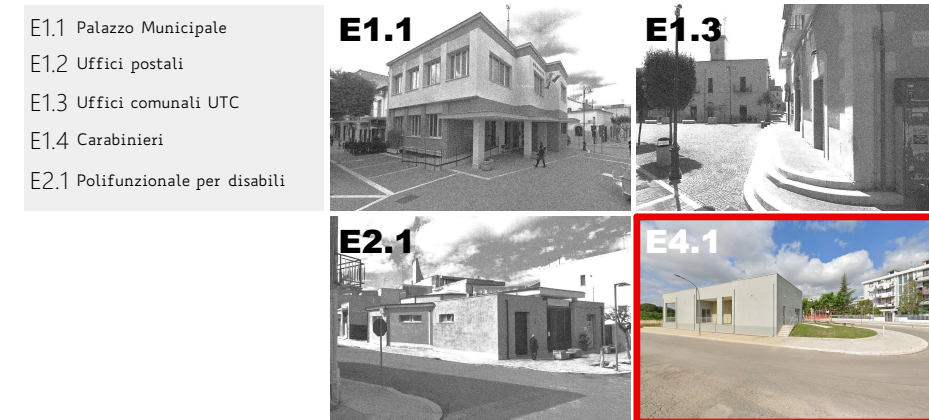 E1.1 Palazzo Municipale
E1.2 Uffici postali
E1.3 Uffici comunali UTC
E1.4 Carabinieri
E2.1 Polifunzionale per disabili
E1.1
E1.3
E2.1
E4.1